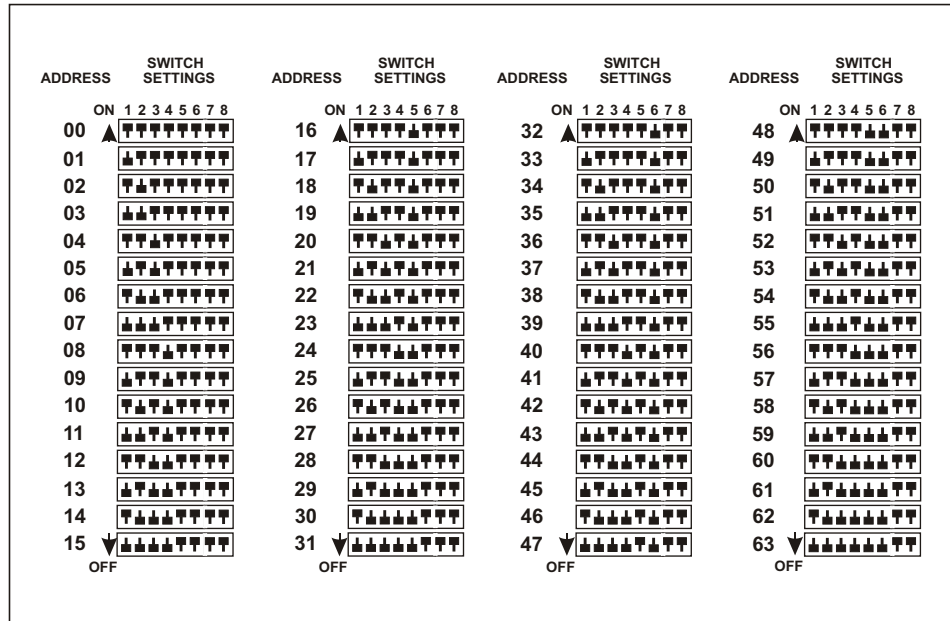 ADDRESS SWITCH SETTINGS ADDRESS SWITCH SETTINGS ADDRESS SWITCH SETTINGS ADDRESS SWITCH SETTINGS
ON 1 2 3 4 5 6 7 8 ON 1 2 3 4 5 6 7 8 ON 1 2 3 4 5 6 7 8 ON 1 2 3 4 5 6 7 8
00 16 32 48
01 17 33 49
02 18 34 50
03 19 35 51
04 20 36 52
05 21 37 53
06 22 38 54
07 23 39 55
08 24 40 56
09 25 41 57
10 26 42 58
11 27 43 59
12 28 44 60
13 29 45 61
14 30 46 62
15 31 47 63
OFF OFF OFF OFF